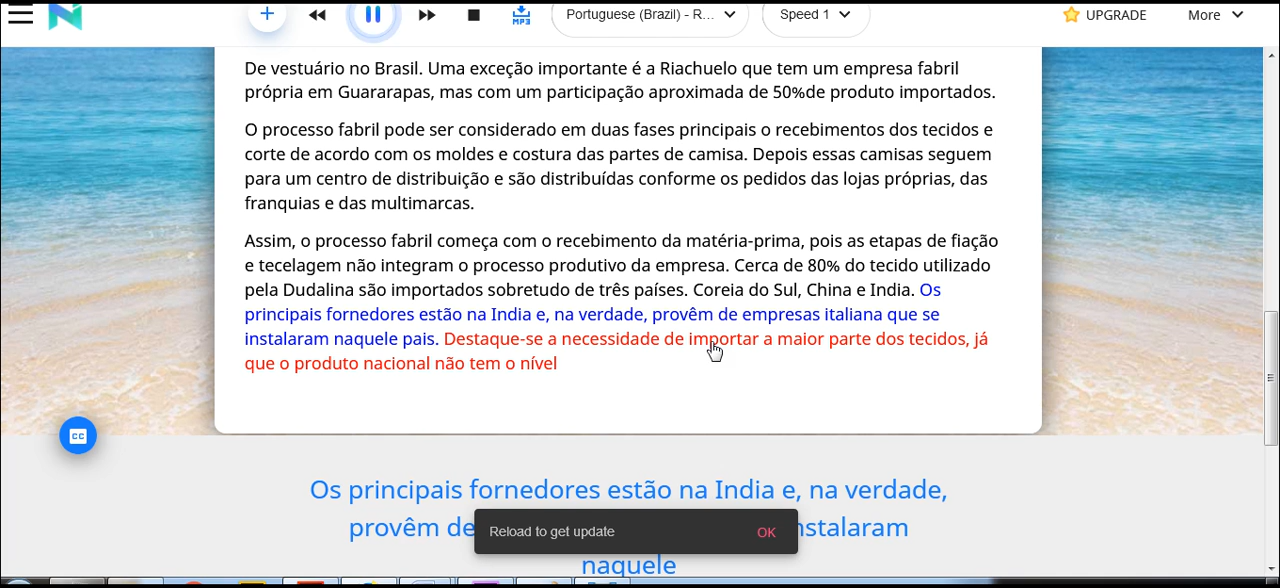 MP3
Portuguese (Brazil) - R...
Speed 1
UPGRADE
More
De vestuário no Brasil. Uma exceção importante é a Riachuelo que tem um empresa fabril
própria em Guararapas, mas com um participação aproximada de 50%de produto importados.
O processo fabril pode ser considerado em duas fases principais o recebimentos dos tecidos e
corte de acordo com os moldes e costura das partes de camisa. Depois essas camisas seguem
para um centro de distribuição e são distribuídas conforme os pedidos das lojas próprias, das
franquias e das multimarcas.
Assim, o processo fabril começa com o recebimento da matéria-prima, pois as etapas de fiação
e tecelagem não integram o processo produtivo da empresa. Cerca de 80% do tecido utilizado
pela Dudalina são importados sobretudo de três países. Coreia do Sul, China e India. Os
principais fornedores estão na India e, na verdade, provêm de empresas italiana que se
instalaram naquele pais. Destaque-se a necessidade de importar a maior parte dos tecidos, já
que o produto nacional não tem o nível
CC
Os principais fornedores estão na India e, na verdade,
provêm de nstalaram
Reload to get update OK
naquele